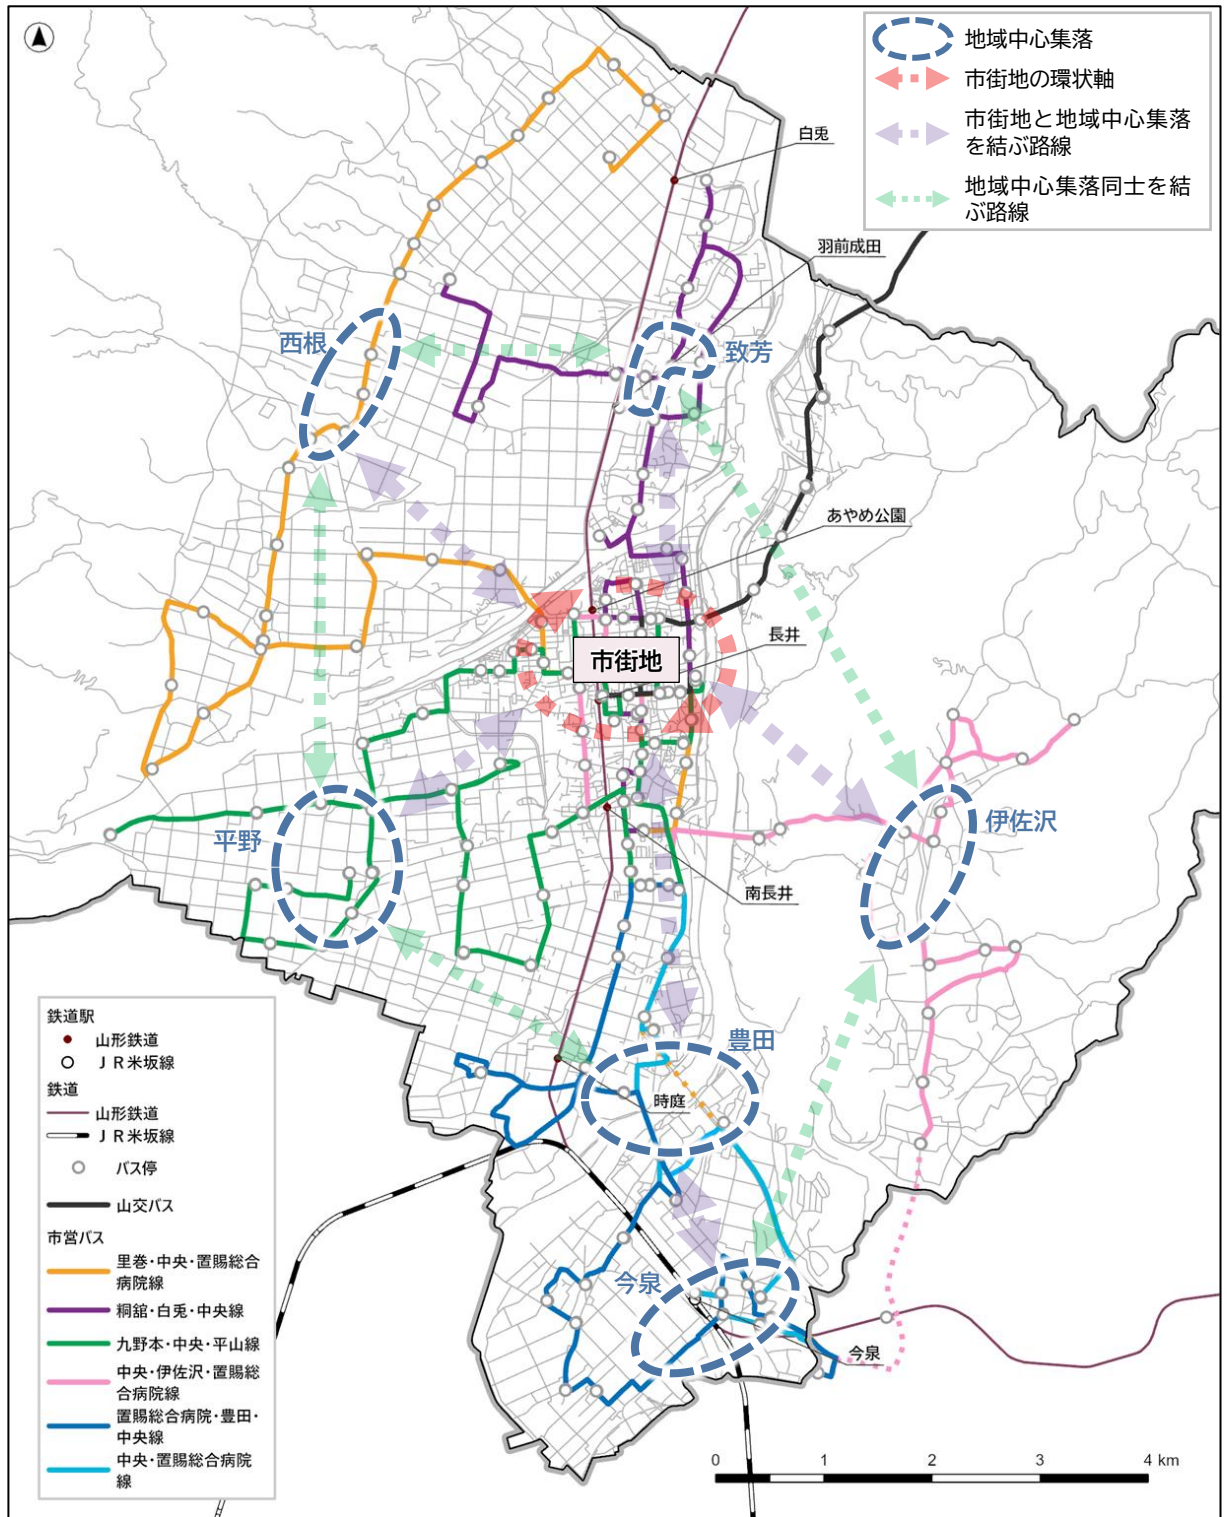 地域中心集落
市街地の環状軸
市街地と地域中心集落
を結ぶ路線
地域中心集落同士を結
ぶ路線
白兎
羽前成田
西根
致芳
あやめ公園
長井
市街地
伊佐沢
平野
南長井
豊田
時庭
今泉
今泉
鉄道駅
山形鉄道
ＪＲ米坂線
鉄道
山形鉄道
ＪＲ米坂線
バス停
山交バス
市営バス
里巻・中央・置賜総合
病院線
桐舘・白兎・中央線
九野本・中央・平山線
中央・伊佐沢・置賜総
合病院線
置賜総合病院・豊田・
中央線
中央・置賜総合病院
線
0 1 2 3 4 km